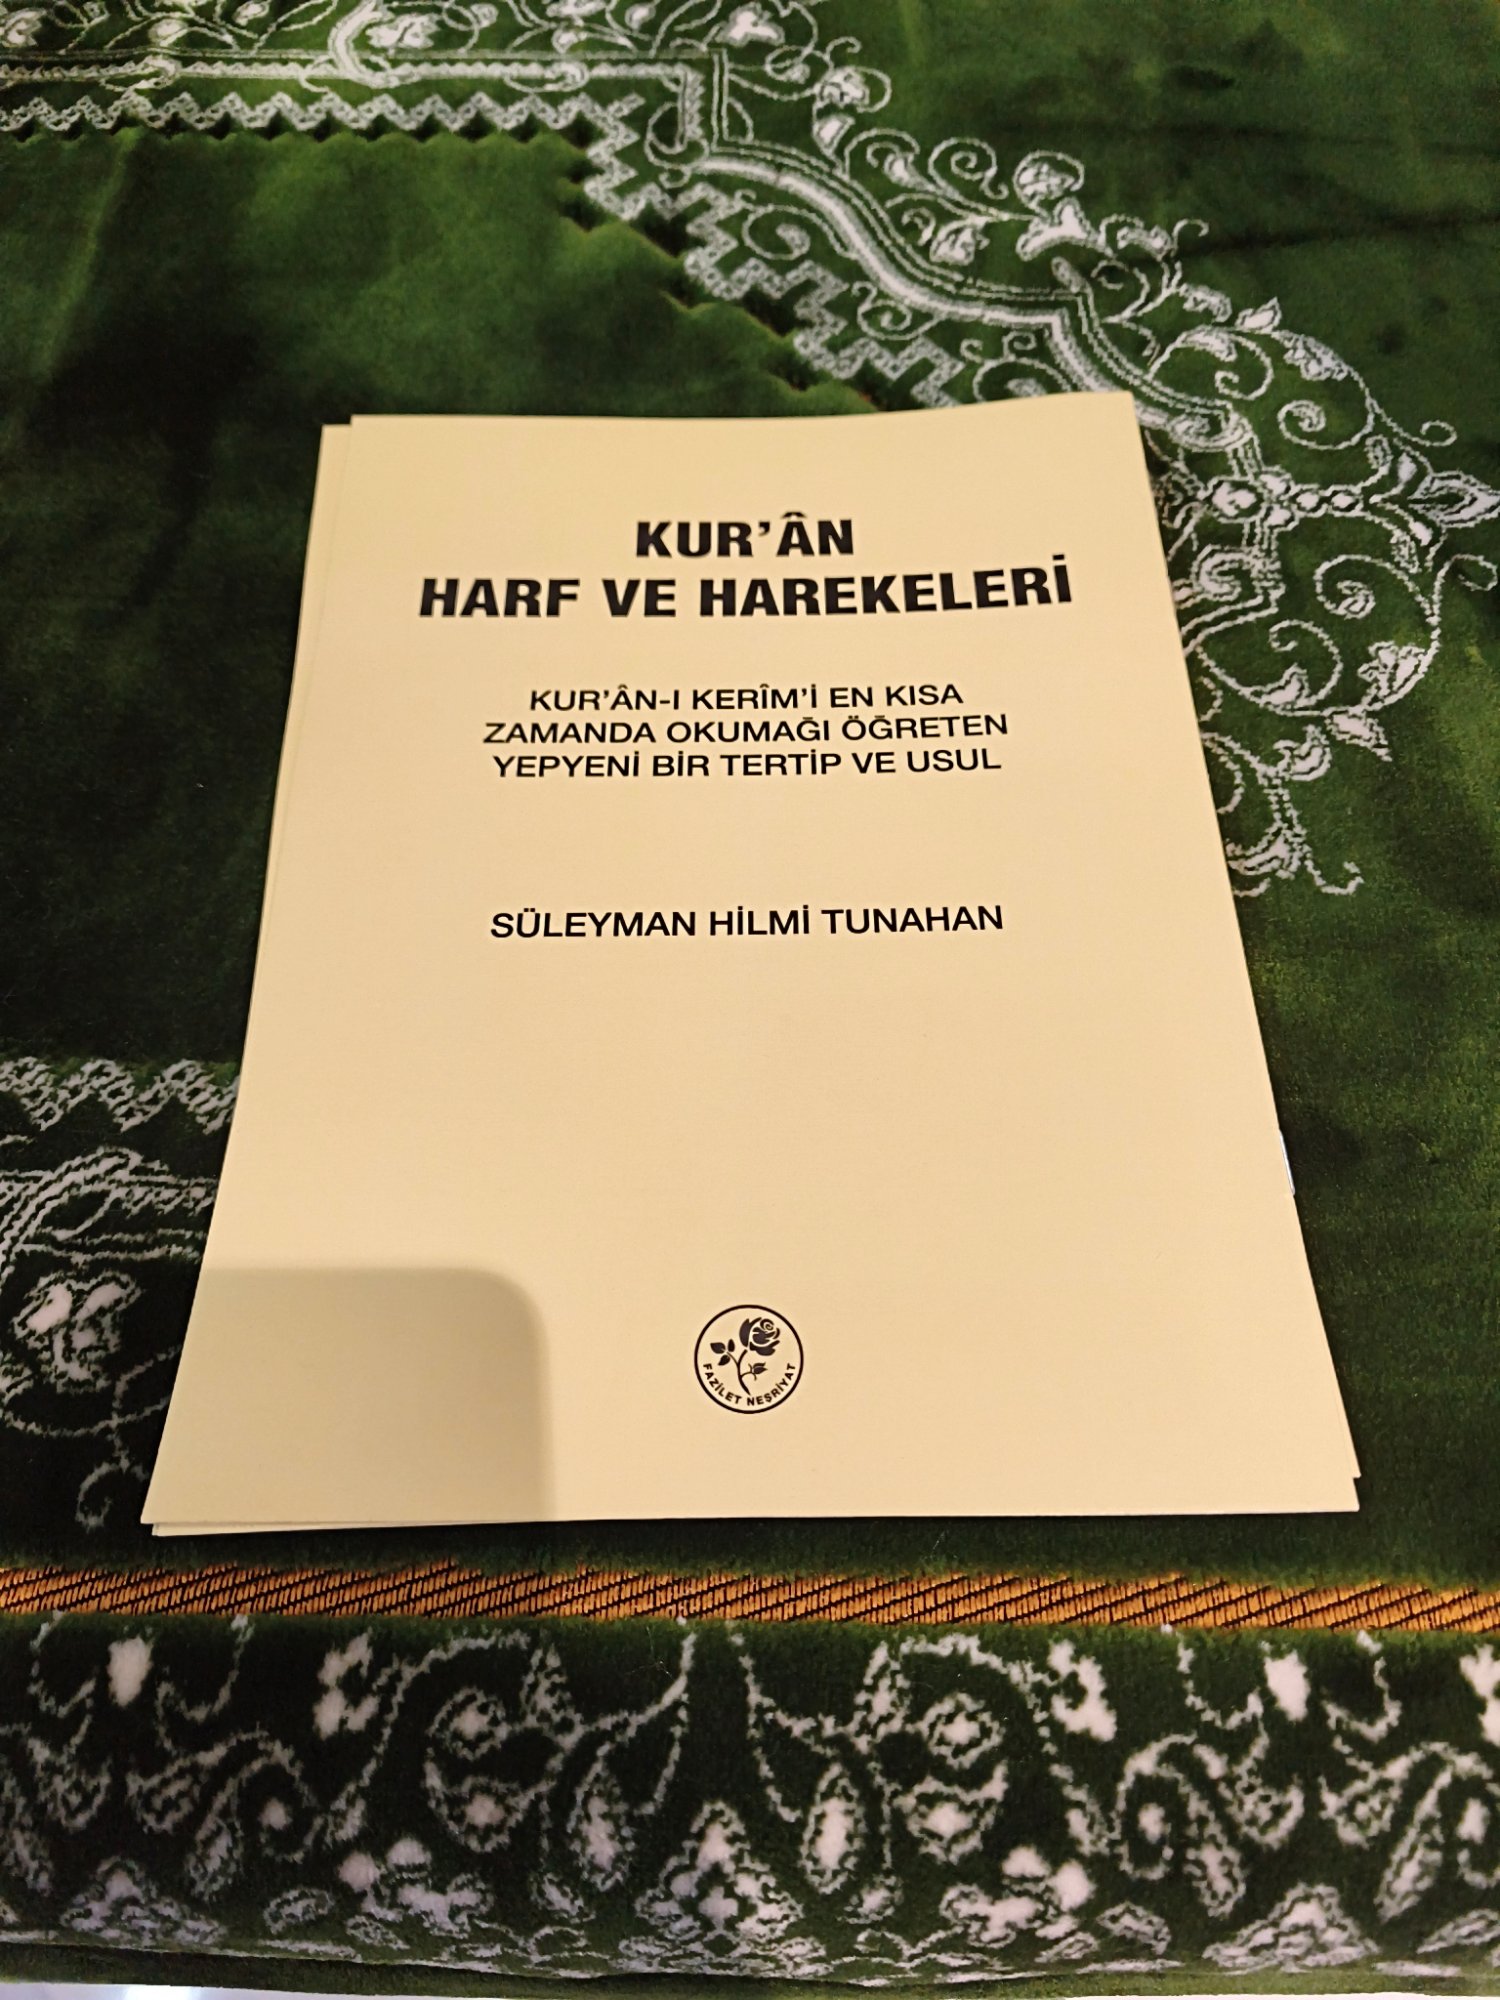 KUR'ÂN
HARF VE HAREKELERİ
KUR'ÂN-I KERÎM'İ EN KISA
ZAMANDA OKUMAĞI ÖĞRETEN
YEPYENİ BİR TERTİP VE USUL
SÜLEYMAN HİLMİ TUNAHAN
FAZİLET NEŞRİYAT